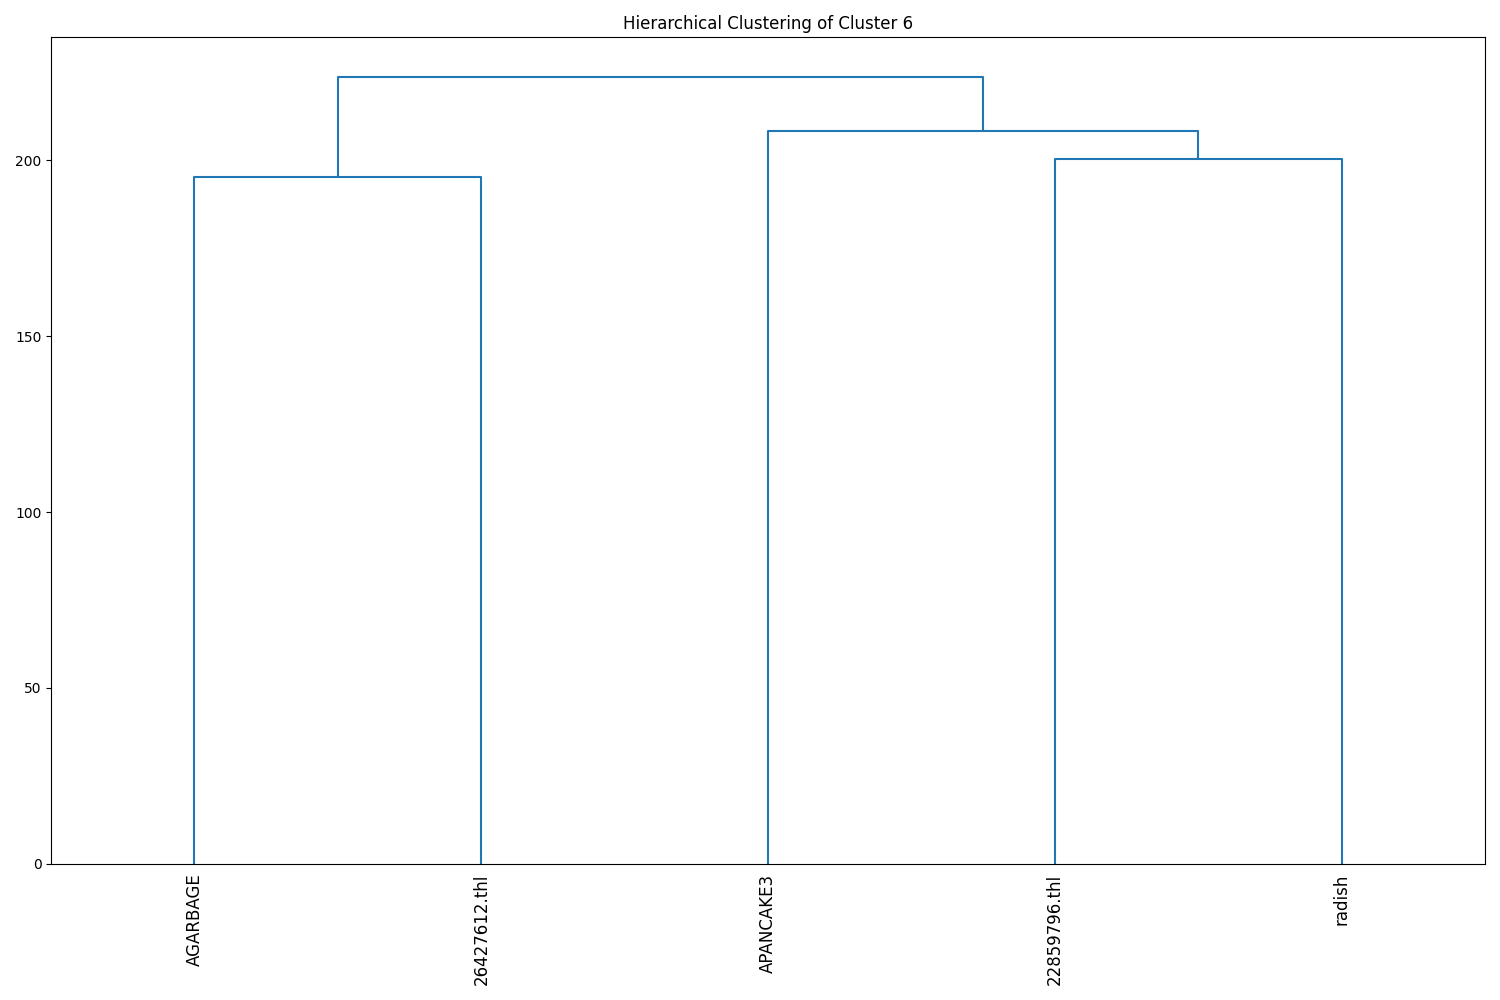 Hierarchical Clustering of Cluster 6
200
150
100
50
0
AGARBAGE
26427612.thl
APANCAKE3
22859796.thl
radish